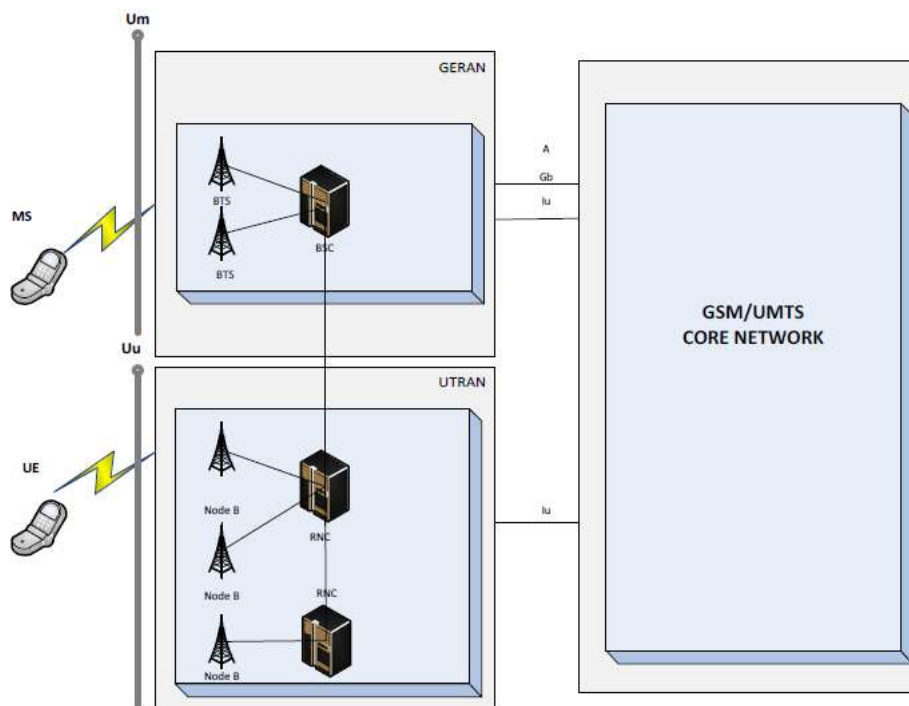 Um
GERAN
BTS
BSC
BTS
MS
A
Gb
Iu
GSM/UMTS
CORE NETWORK
Uu
UTRAN
UE
Node B
RNC
Node B
RNC
Node B
Iu